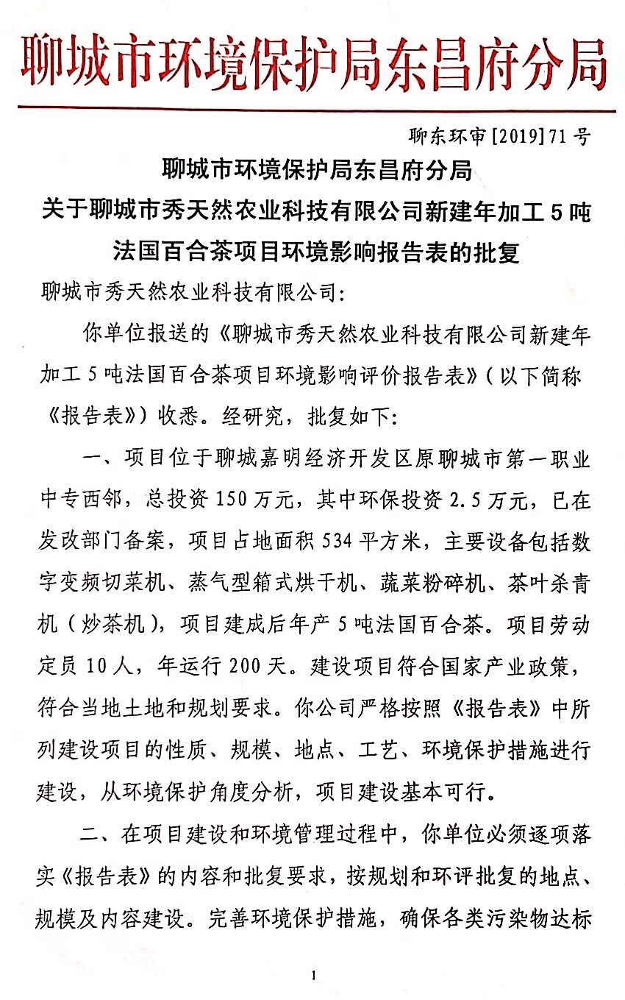 聊城市环境保护局东昌府分局
聊东环审[2019]71号
聊城市环境保护局东昌府分局
关于聊城市秀天然农业科技有限公司新建年加工5吨
法国百合茶项目环境影响报告表的批复
聊城市秀天然农业科技有限公司：
你单位报送的《聊城市秀天然农业科技有限公司新建年
加工5吨法国百合茶项目环境影响评价报告表》（以下简称
《报告表》）收悉。经研究，批复如下：
一、项目位于聊城嘉明经济开发区原聊城市第一职业
中专西邻，总投资150万元，其中环保投资2.5万元，已在
发改部门备案，项目占地面积534平方米，主要设备包括数
字变频切菜机、蒸气型箱式烘干机、蔬菜粉碎机、茶叶杀青
机（炒茶机），项目建成后年产5吨法国百合茶。项目劳动
定员10人，年运行200天。建设项目符合国家产业政策，
符合当地土地和规划要求。你公司严格按照《报告表》中所
列建设项目的性质、规模、地点、工艺、环境保护措施进行
建设，从环境保护角度分析，项目建设基本可行。
二、在项目建设和环境管理过程中，你单位必须逐项落
实《报告表》的内容和批复要求，按规划和环评批复的地点、
规模及内容建设。完善环境保护措施，确保各类污染物达标
1